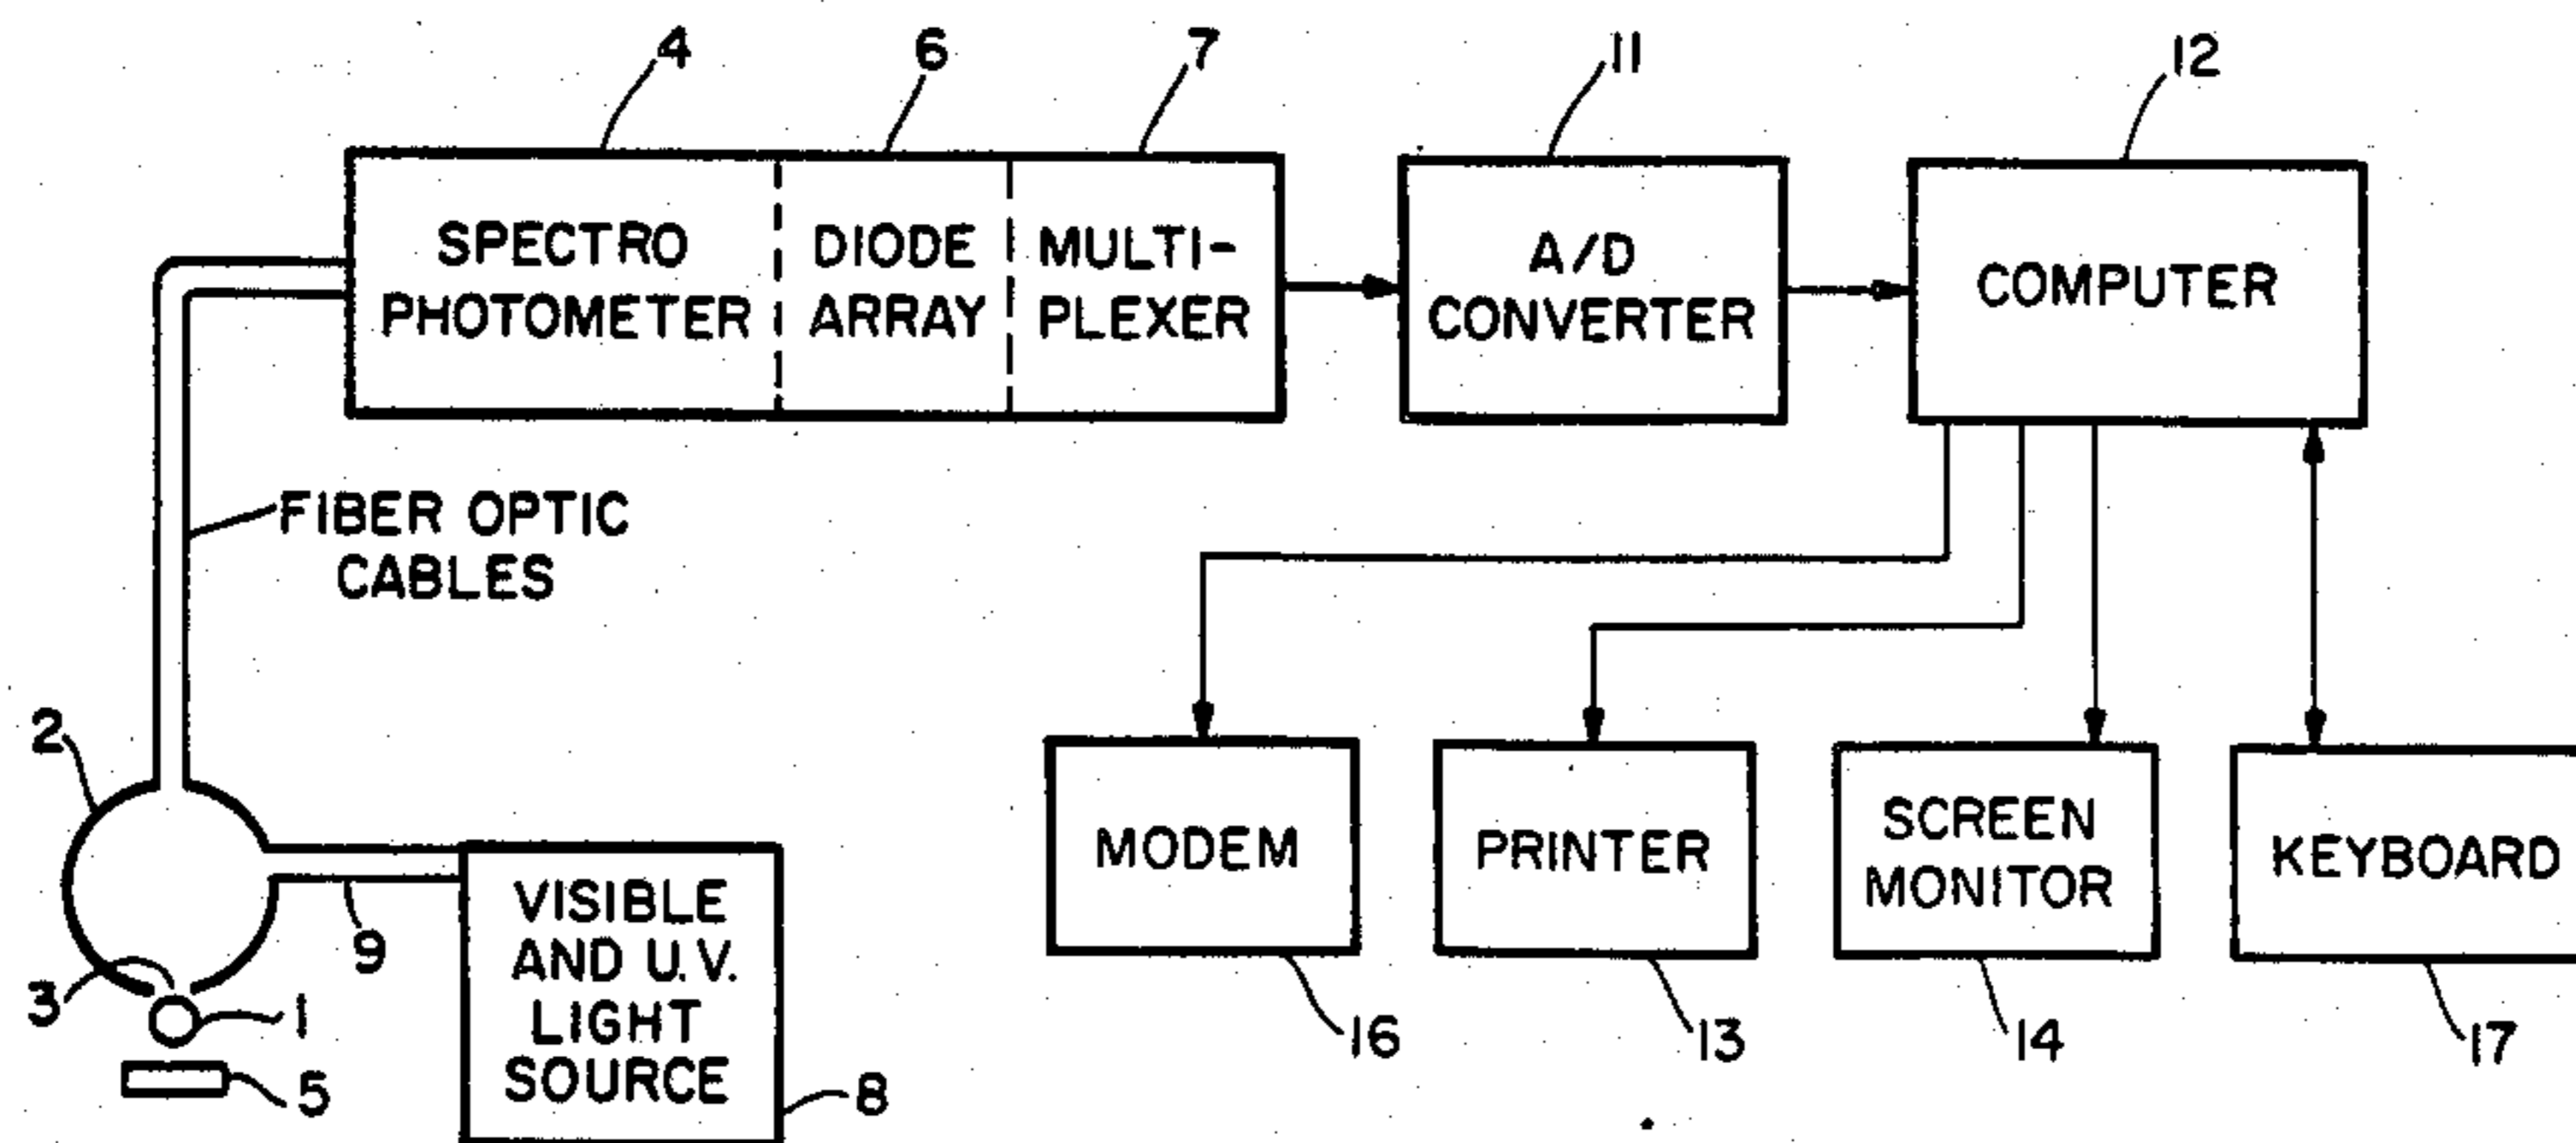 4
6
7
11
12
SPECTRO
PHOTOMETER
DIODE
ARRAY
MULTI-
PLEXER
A/D
CONVERTER
COMPUTER
FIBER OPTIC
CABLES
2
9
3
1
5
VISIBLE
AND U.V.
LIGHT
SOURCE
8
MODEM
PRINTER
SCREEN
MONITOR
KEYBOARD
16
13
14
17